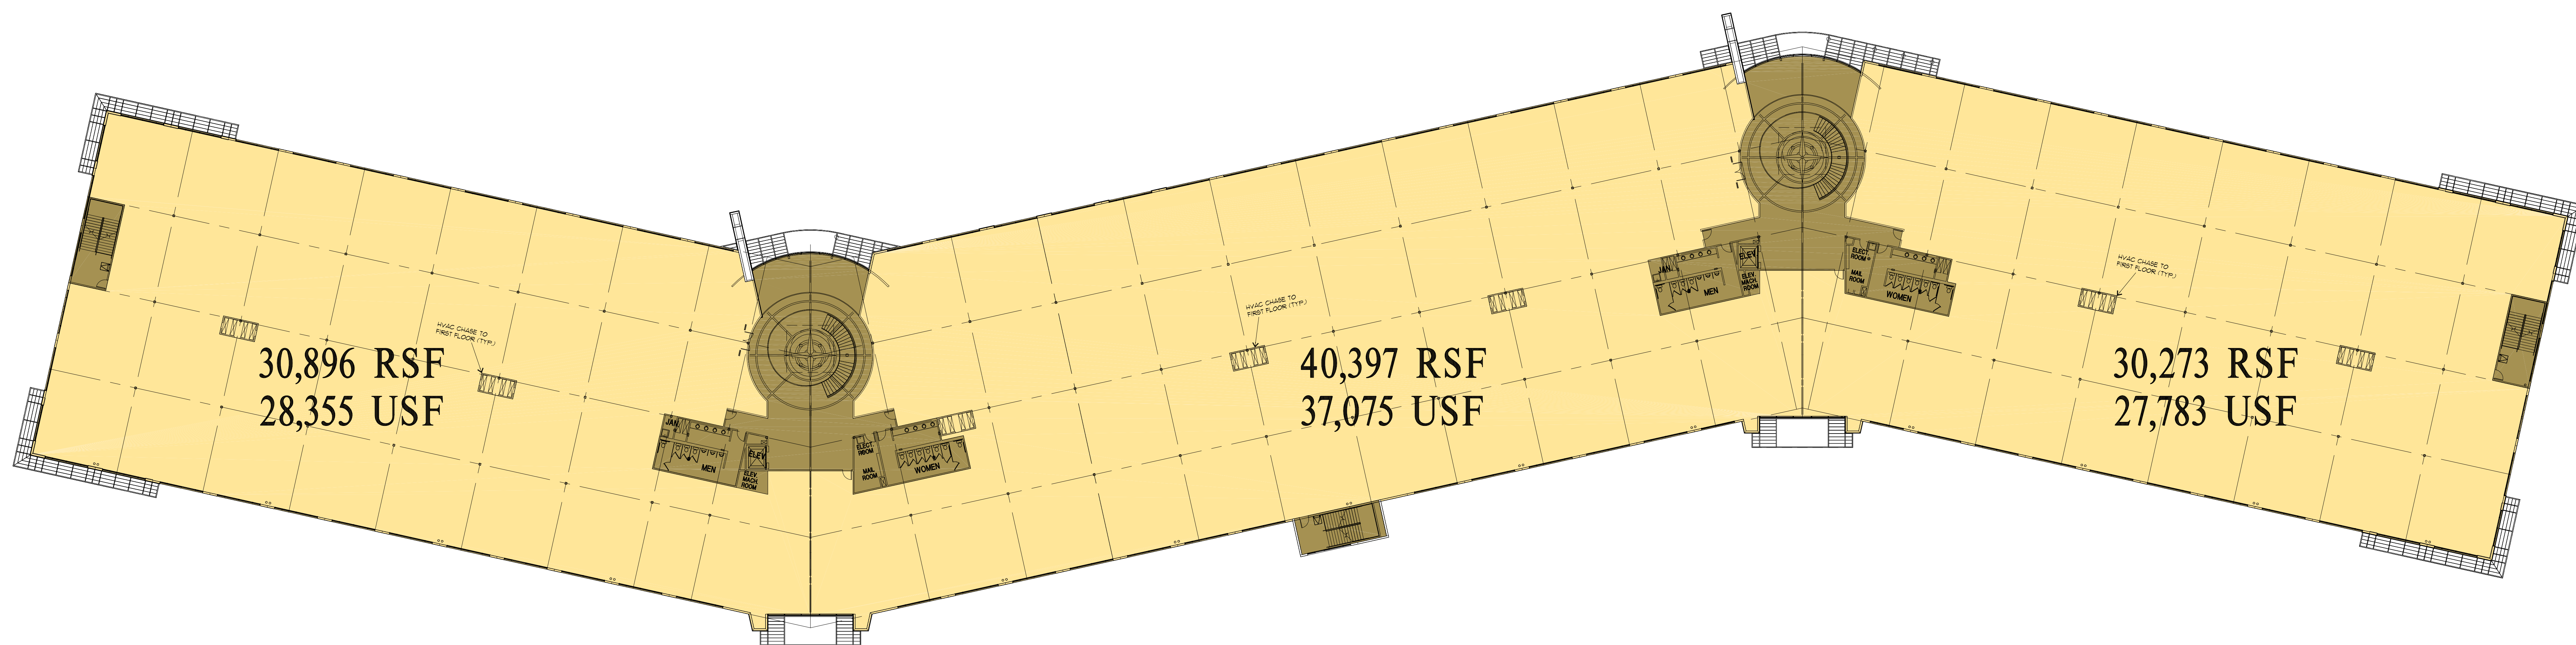 HVAC CHASE TO
FIRST FLOOR (TYP.)
30,896 RSF
28,355 USF
JAN.
MEN
ELEV
ELEV.
MACH.
ROOM
ELECT.
ROOM
MAIL
ROOM
WOMEN
HVAC CHASE TO
FIRST FLOOR (TYP.)
40,397 RSF
37,075 USF
JAN.
MEN
ELEV
ELEV.
MACH.
ROOM
ELECT
ROOM
MAIL
ROOM
WOMEN
HVAC CHASE TO
FIRST FLOOR (TYP.)
30,273 RSF
27,783 USF